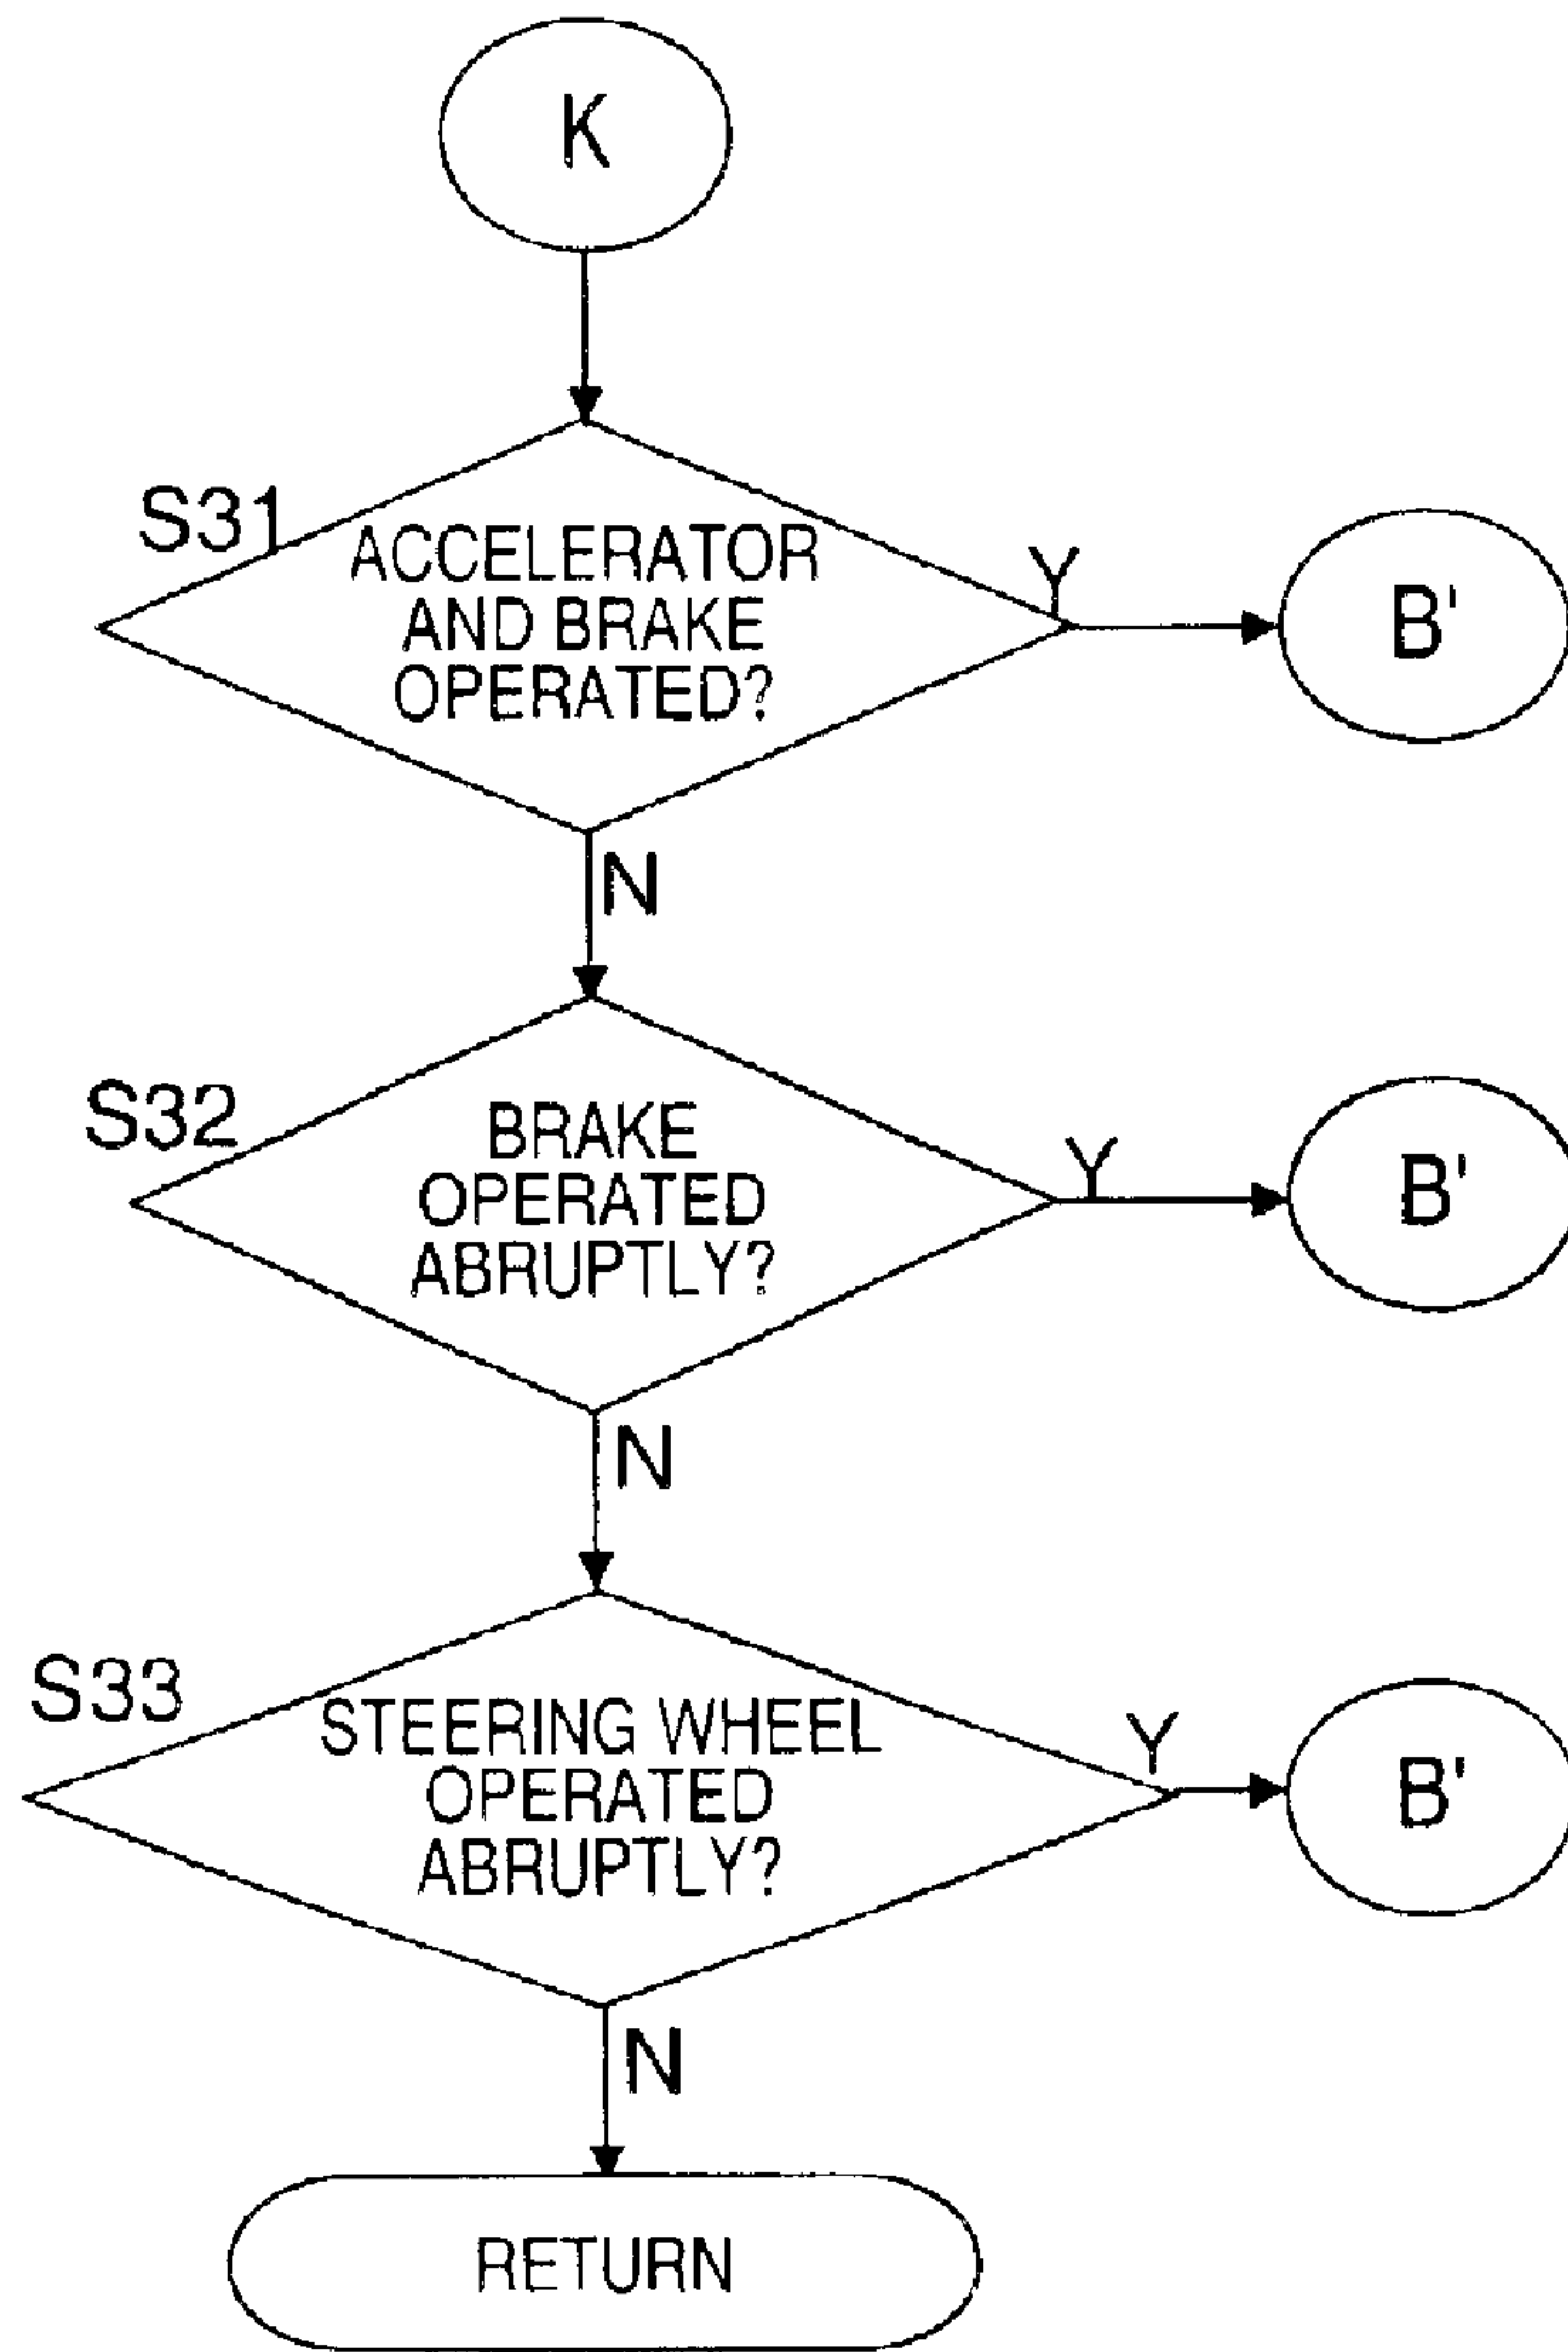 K
S31
ACCELERATOR
AND BRAKE
OPERATED?
Y
B'
N
S32
BRAKE
OPERATED
ABRUPTLY?
Y
B'
N
S33
STEERING WHEEL
OPERATED
ABRUPTLY?
Y
B'
N
RETURN